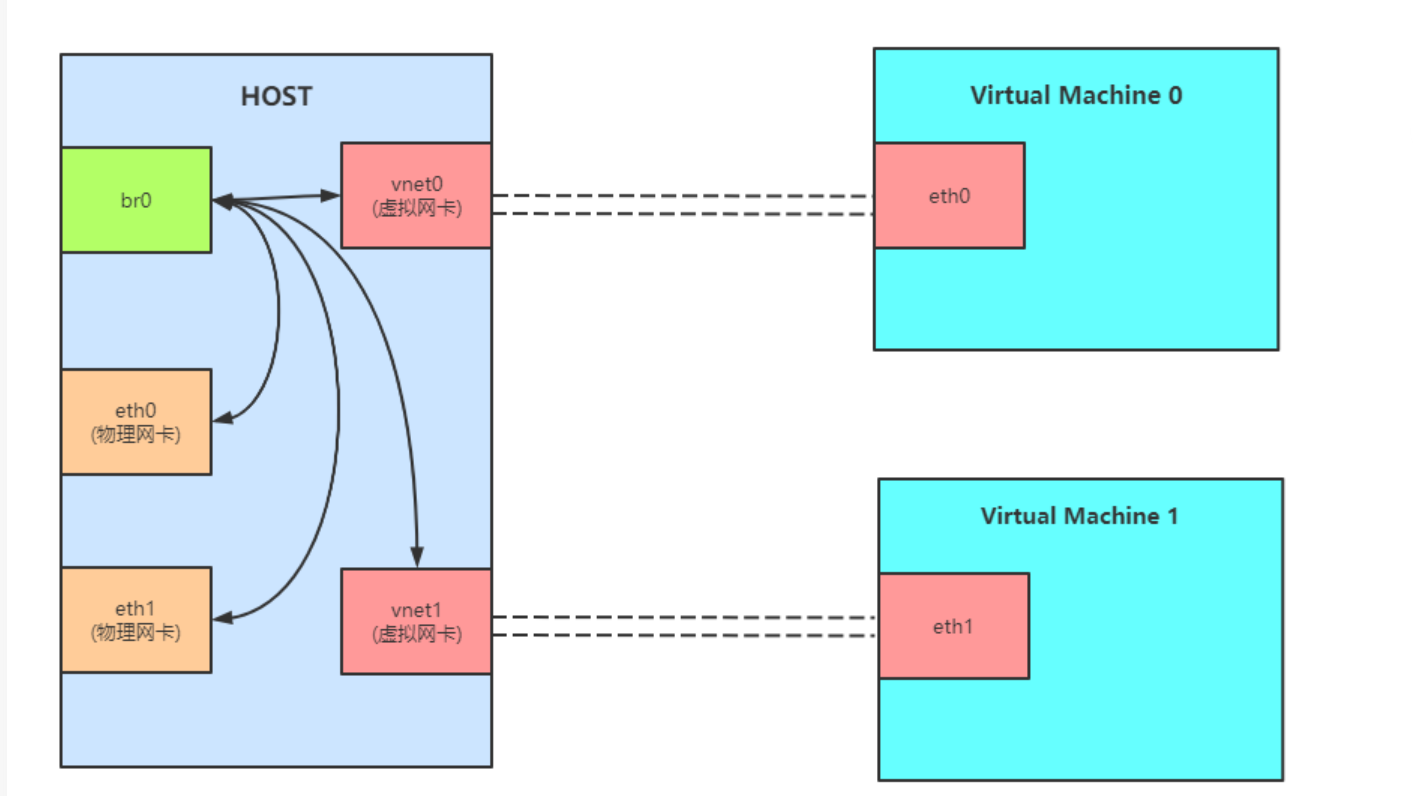 HOST
br0
vnet0
(虚拟网卡)
eth0
(物理网卡)
eth1
(物理网卡)
vnet1
(虚拟网卡)
Virtual Machine 0
eth0
Virtual Machine 1
eth1